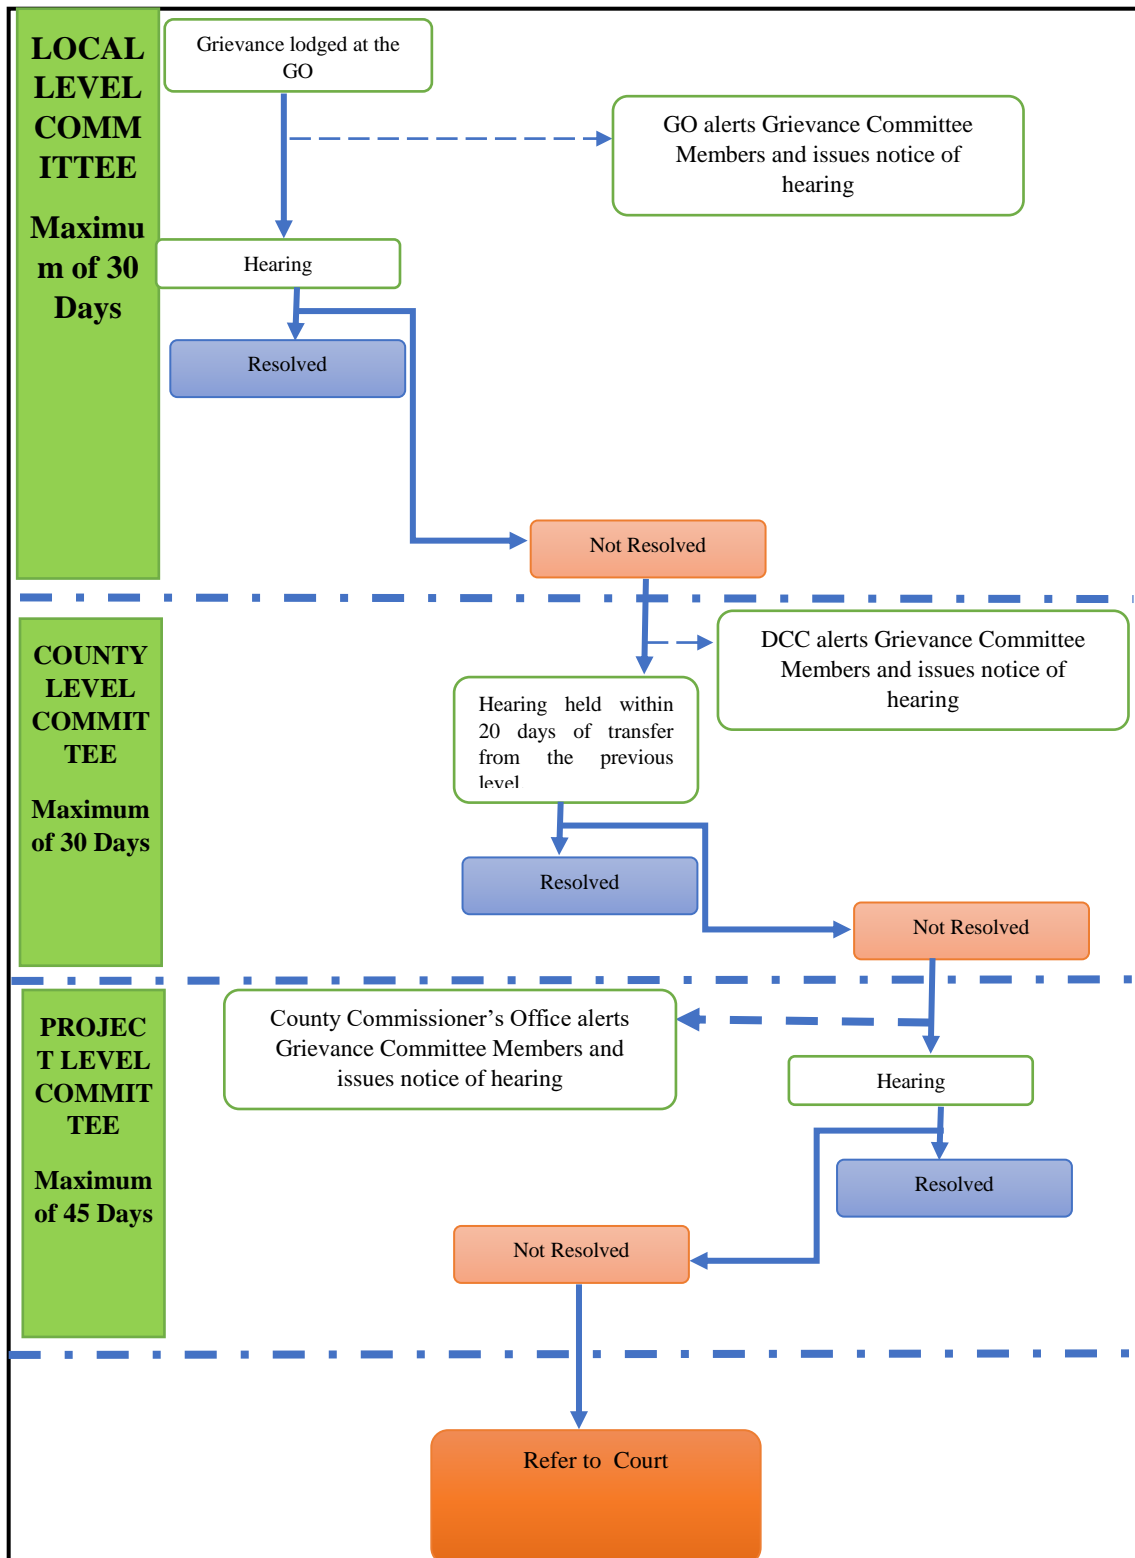 LOCAL
LEVEL
COMM
ITTEE
Maximu
m of 30
Days
Grievance lodged at the
GO
GO alerts Grievance Committee
Members and issues notice of
hearing
Hearing
Resolved
Not Resolved
COUNTY
LEVEL
COMMIT
TEE
Maximum
of 30 Days
DCC alerts Grievance Committee
Members and issues notice of
hearing
Hearing held within
20 days of transfer
from the previous
level
Resolved
Not Resolved
PROJEC
T LEVEL
COMMIT
TEE
Maximum
of 45 Days
County Commissioner’s Office alerts
Grievance Committee Members and
issues notice of hearing
Hearing
Resolved
Not Resolved
Refer to Court